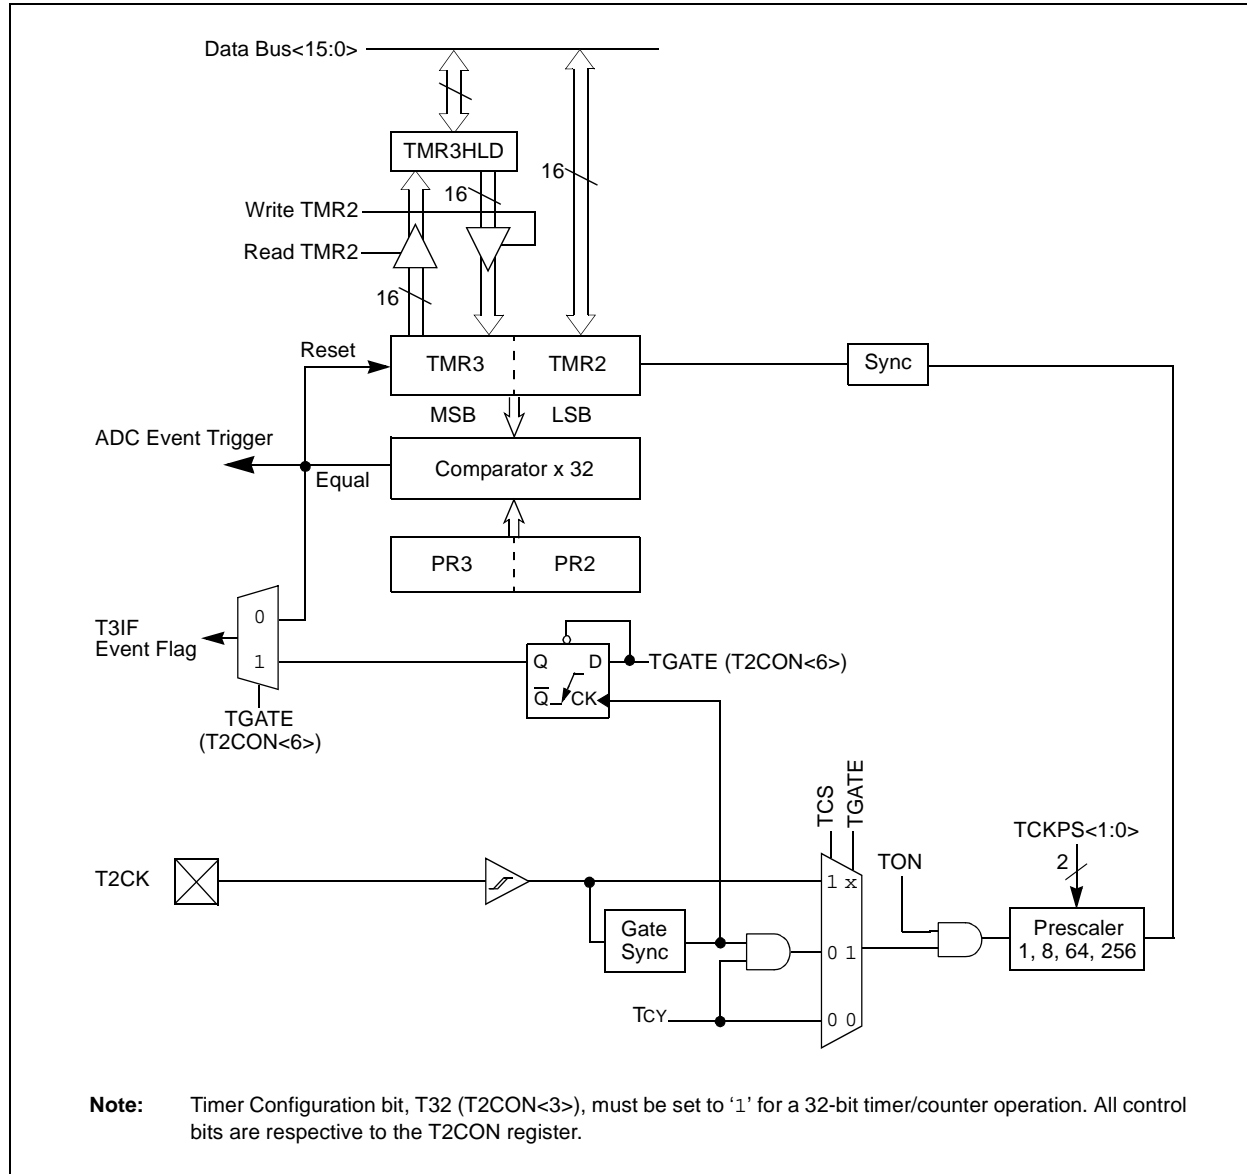 Data Bus<15:0>
TMR3HLD
16
16
Write TMR2
Read TMR2
16
Reset
TMR3
TMR2
Sync
MSB
LSB
ADC Event Trigger
Equal
Comparator x 32
PR3
PR2
0
T3IF
Event Flag
1
Q
D
TGATE (T2CON<6>)
Q
CK
TGATE
(T2CON<6>)
TCS
TGATE
TCKPS<1:0>
2
TON
T2CK
1 x
Gate
Sync
0 1
Prescaler
1, 8, 64, 256
TCY
0 0
Note: Timer Configuration bit, T32 (T2CON<3>), must be set to ‘1’ for a 32-bit timer/counter operation. All control
bits are respective to the T2CON register.